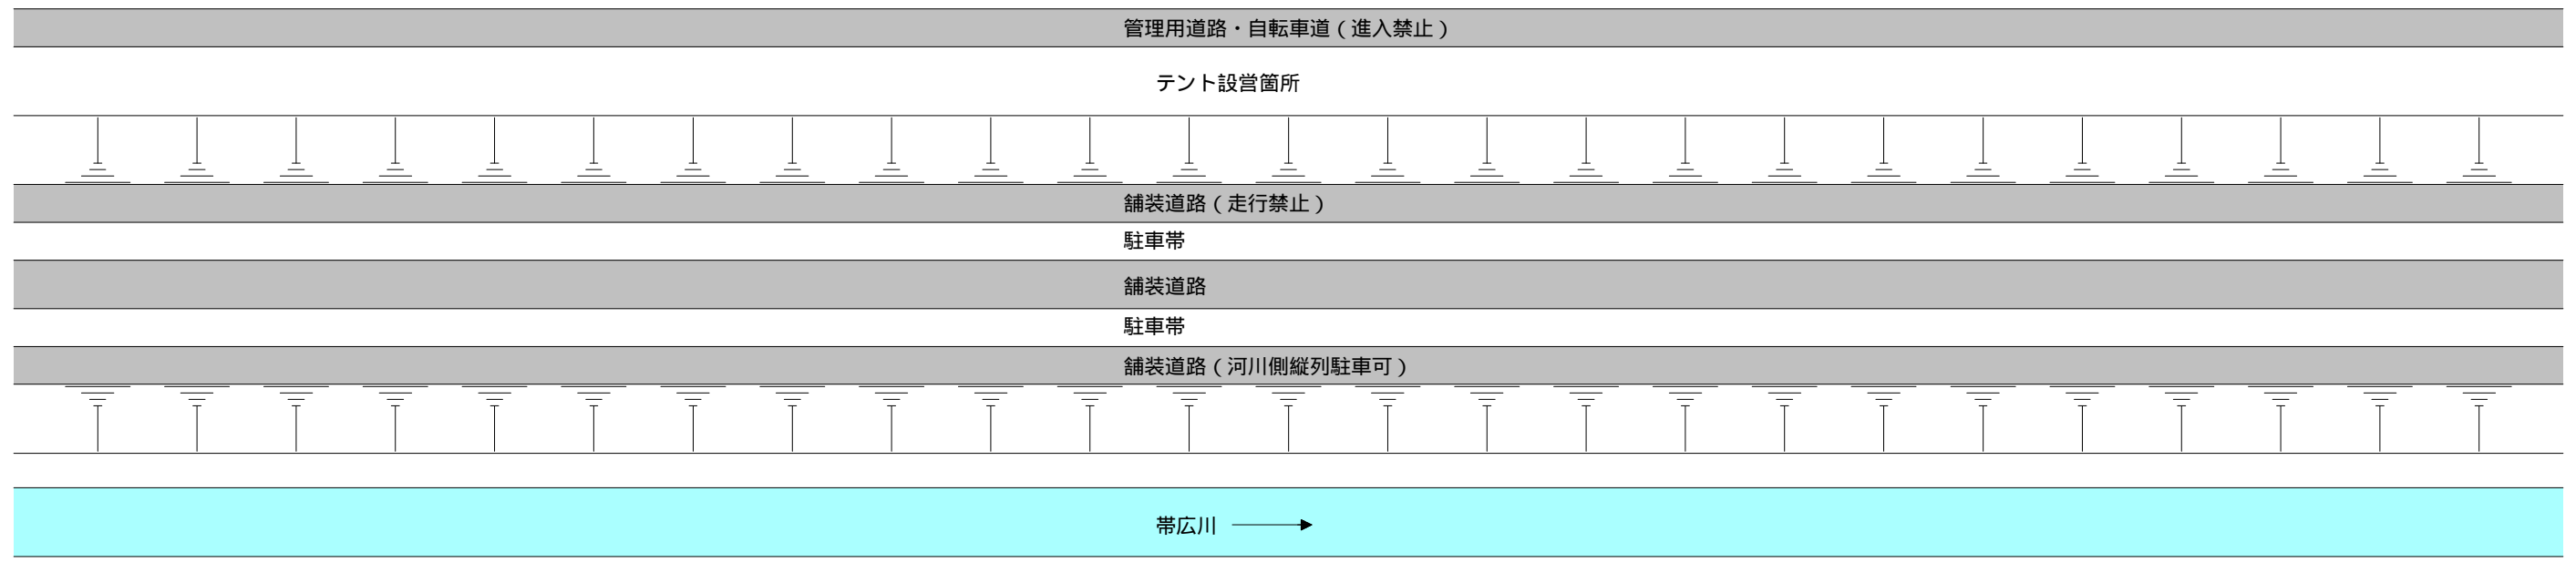 管理用道路・自転車道（進入禁止）
テント設営箇所
舗装道路（走行禁止）
駐車帯
舗装道路
駐車帯
舗装道路（河川側縦列駐車可）
帯広川